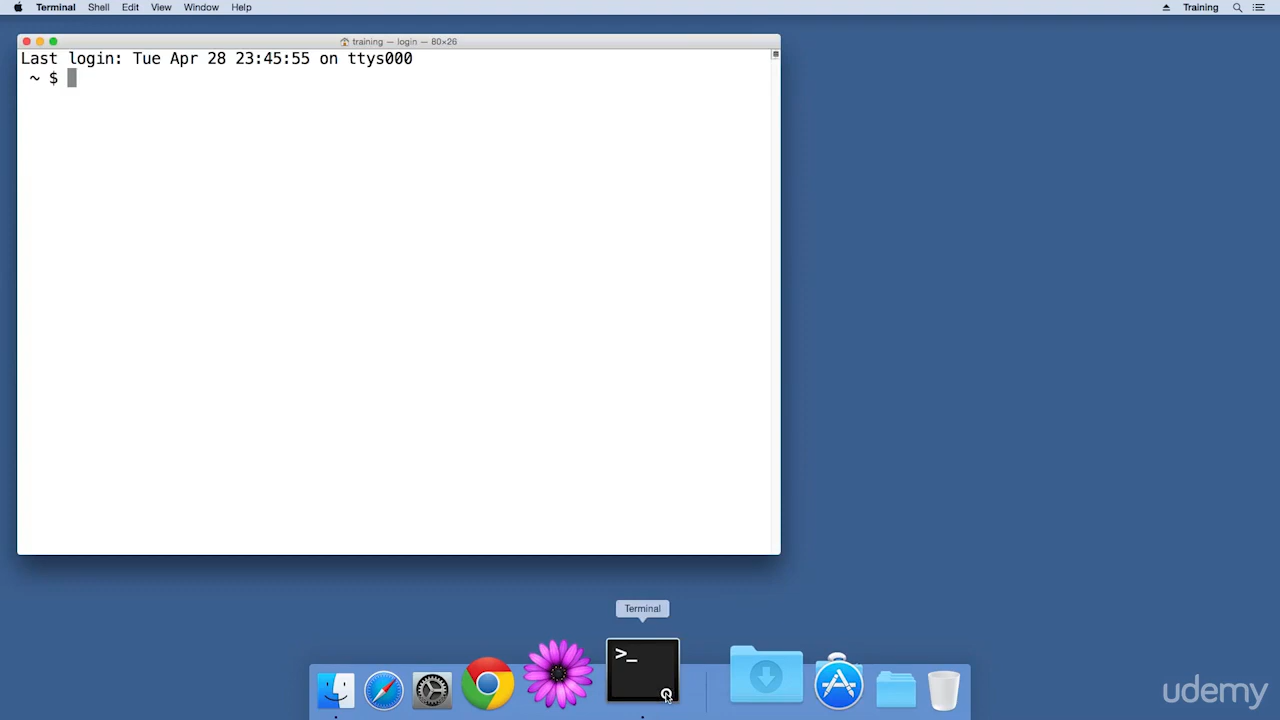 Terminal Shell Edit View Window Help Training
training — login — 80×26
Last login: Tue Apr 28 23:45:55 on ttys000
~ $
Terminal
>_
udemy